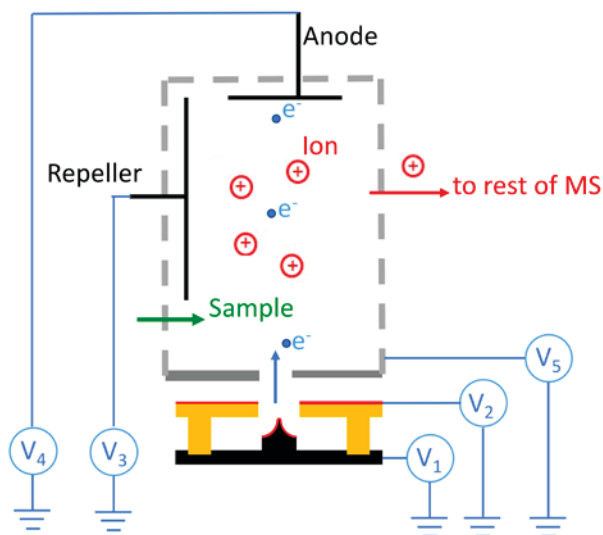 Anode
e⁻
Ion
+
Repeller
+
+
to rest of MS
e⁻
+
+
Sample
e⁻
V₅
V₂
V₄
V₃
V₁